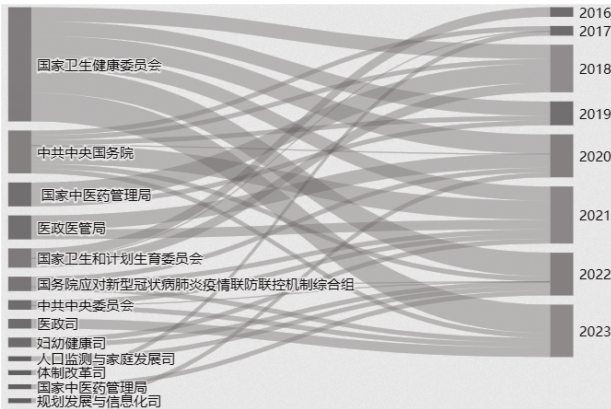 国家卫生健康委员会
中共中央国务院
国家中医药管理局
医政医管局
国家卫生和计划生育委员会
国务院应对新型冠状病肺炎疫情联防联控机制综合组
中共中央委员会
医政司
妇幼健康司
人口监测与家庭发展司
体制改革司
国家中医药管理局
规划发展与信息化司
2016
2017
2018
2019
2020
2021
2022
2023